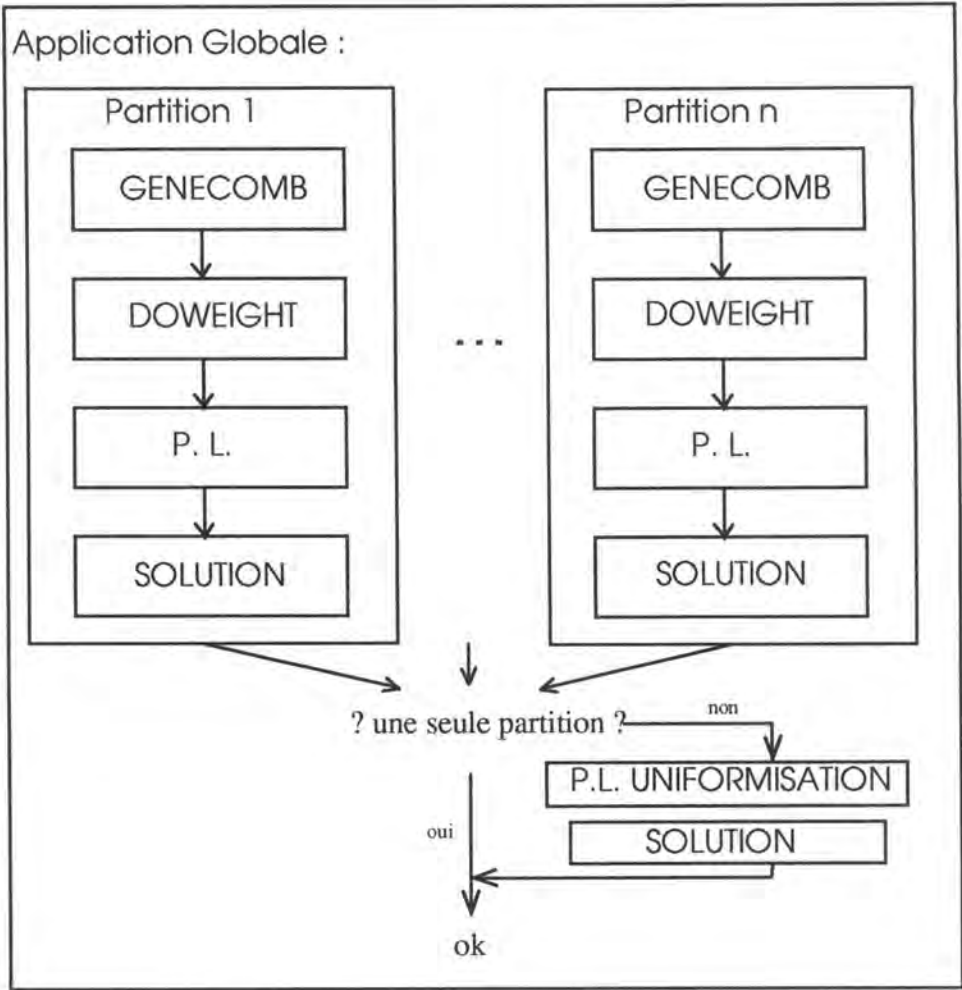 Application Globale :
Partition 1
GENECOMB
DOWEIGHT
P. L.
SOLUTION
...
Partition n
GENECOMB
DOWEIGHT
P. L.
SOLUTION
? une seule partition ?
non
P.L. UNIFORMISATION
SOLUTION
oui
ok